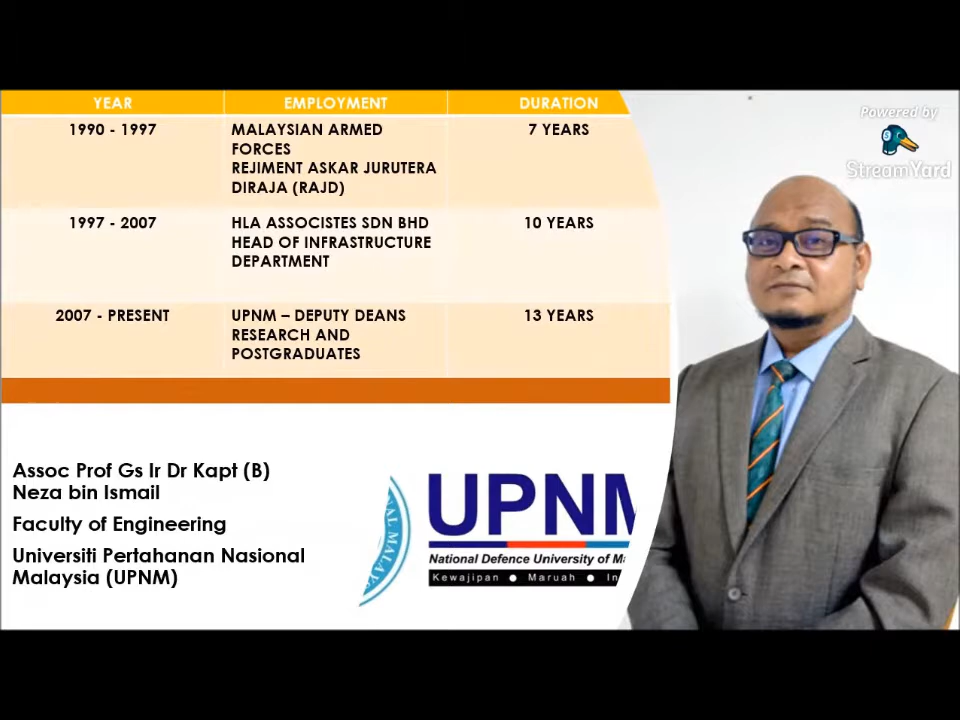 YEAR EMPLOYMENT DURATION
1990 - 1997 MALAYSIAN ARMED 7 YEARS
FORCES
REJIMENT ASKAR JURUTERA
DIRAJA (RAJD)
1997 - 2007 HLA ASSOCISTES SDN BHD 10 YEARS
HEAD OF INFRASTRUCTURE
DEPARTMENT
2007 - PRESENT UPNM – DEPUTY DEANS 13 YEARS
RESEARCH AND
POSTGRADUATES
Powered by
StreamYard
Assoc Prof Gs Ir Dr Kapt (B)
Neza bin Ismail
Faculty of Engineering
Universiti Pertahanan Nasional
Malaysia (UPNM)
UPNM
National Defence University of
Kewajipan ● Maruah ●